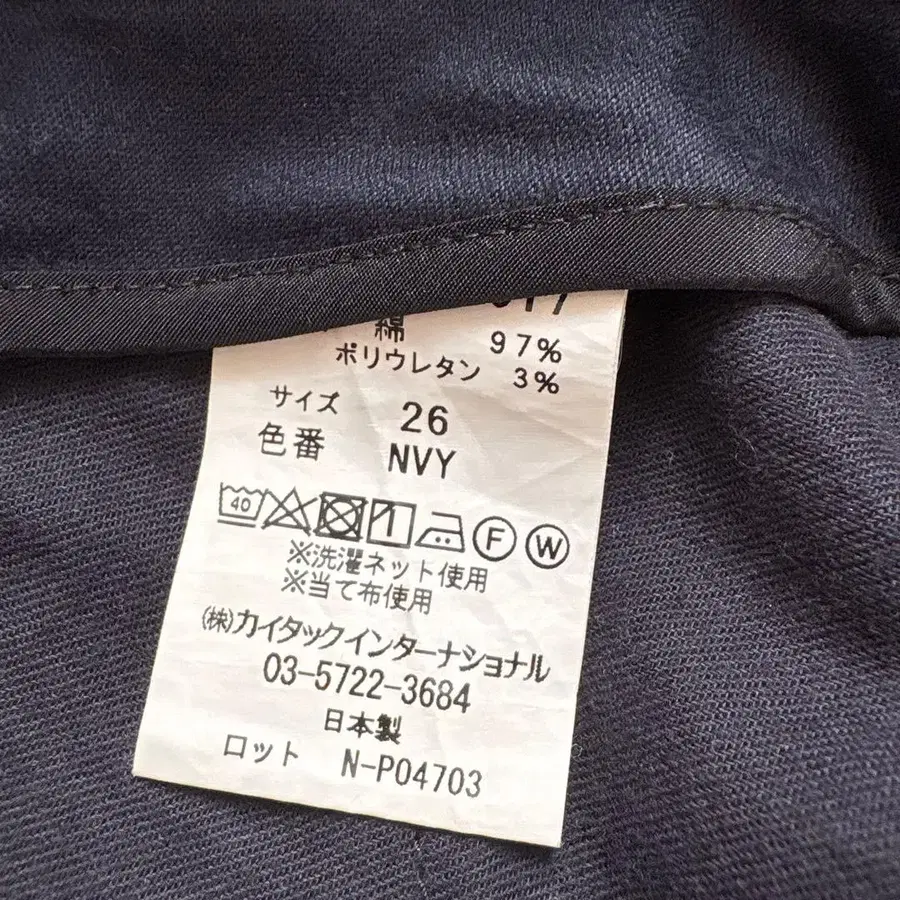 綿 97%
ポリウレタン 3%
サイズ 26
色番 NVY
40 F W
※洗濯ネット使用
※当て布使用
(株)カイタックインターナショナル
03-5722-3684
日本製
ロット N-P04703